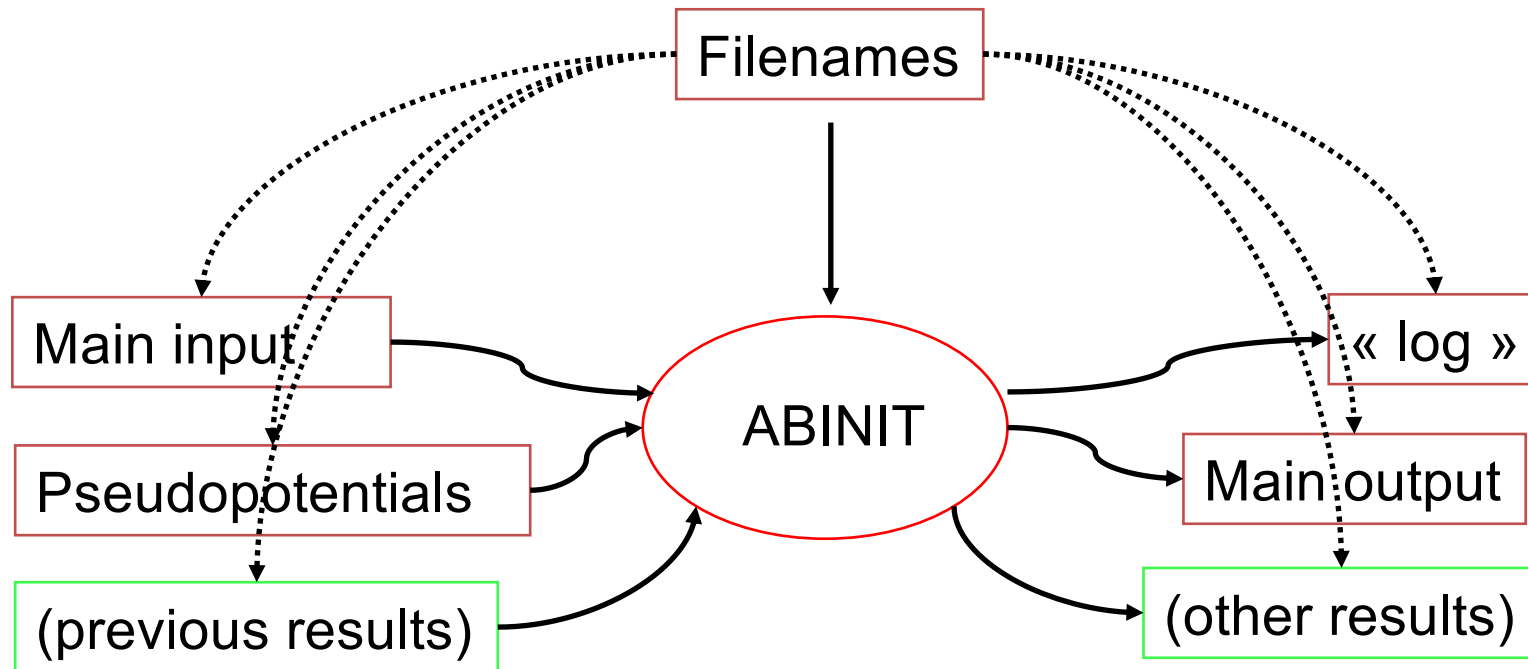 Filenames
Main input
« log »
ABINIT
Pseudopotentials
Main output
(previous results)
(other results)